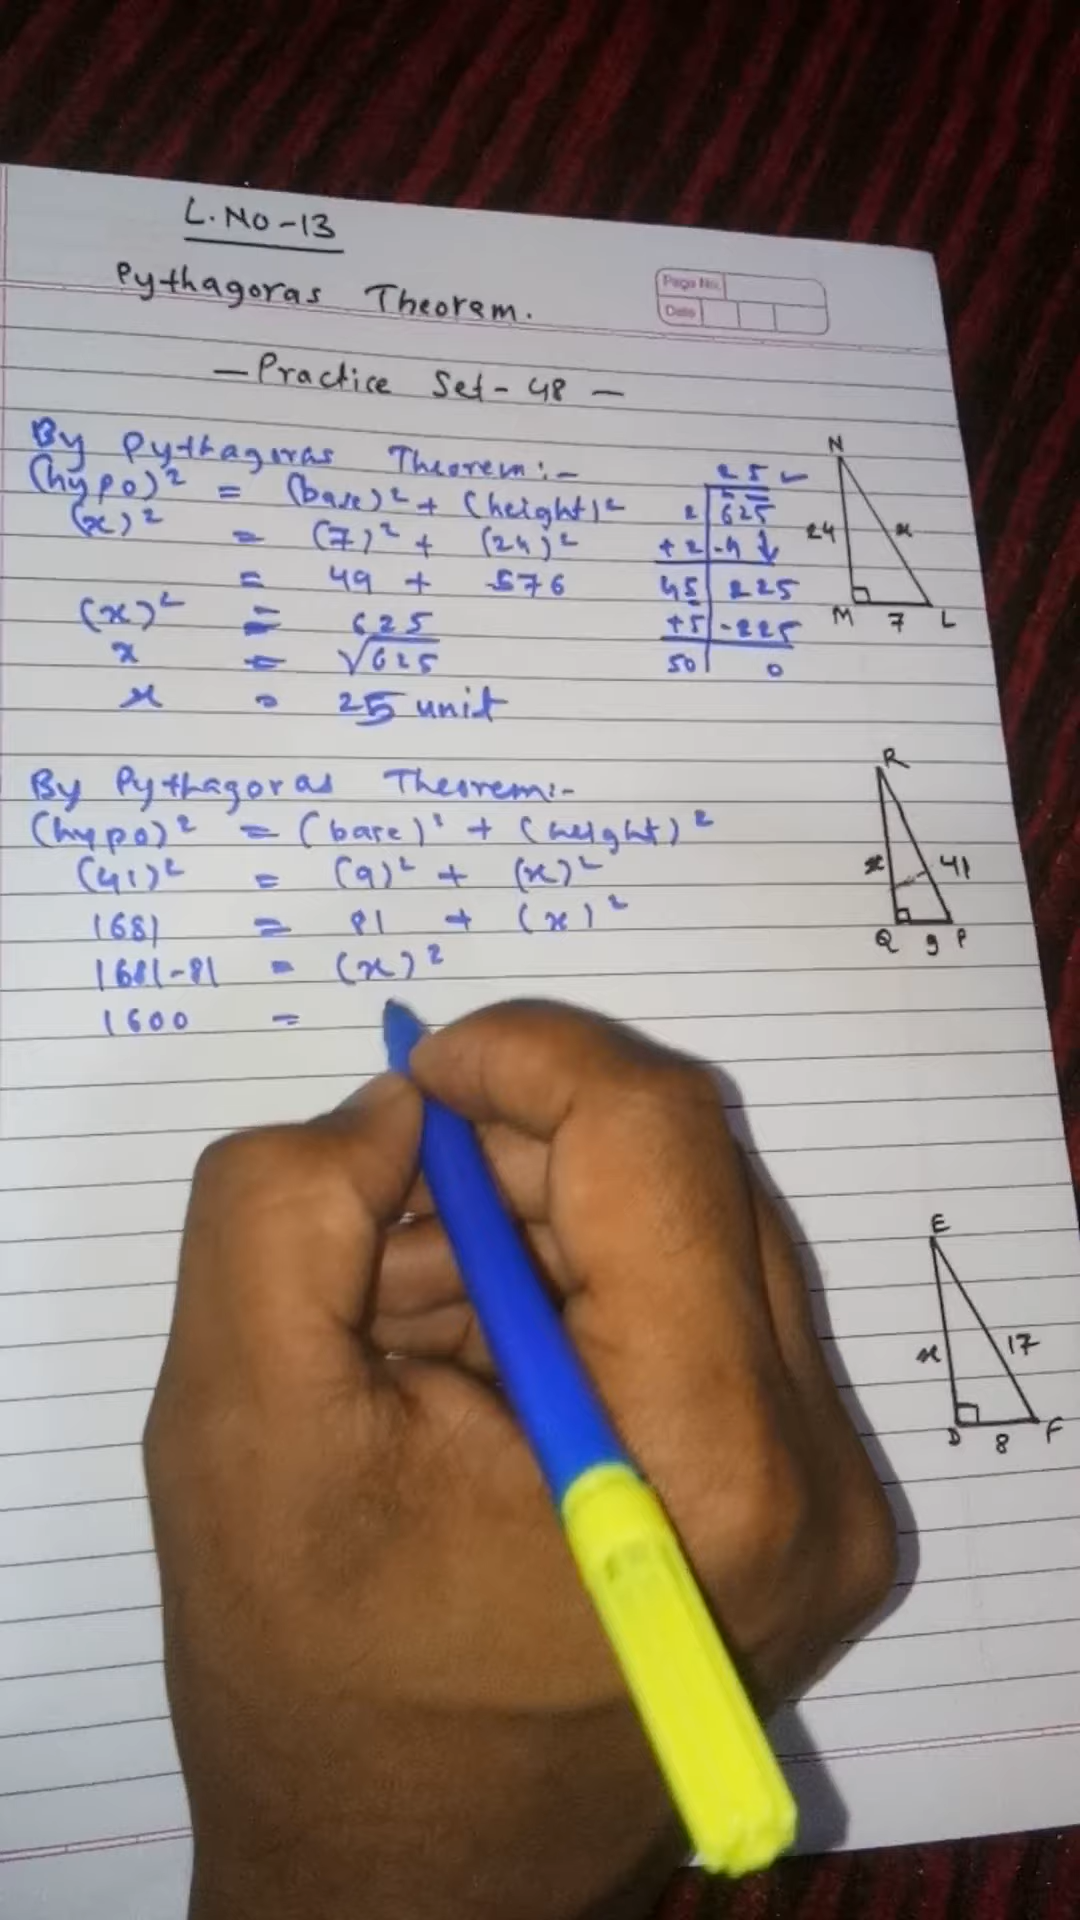 L. No - 13
Pythagoras Theorem.
Page No.
Date
- Practice Set - 48 -
By Pythagoras Theorem :-
(hypo)² = (base)² + (height)²
(x)² = (7)² + (24)²
= 49 + 576
(x)² = 625
x = √625
x = 25 unit
25 ✓
2 625
+2 -4 ↓
45 225
+5 -225
50 0
N
24 x
M 7 L
By Pythagoras Theorem :-
(hypo)² = (base)² + (height)²
(41)² = (9)² + (x)²
1681 = 81 + (x)²
1681-81 = (x)²
1600 =
R
x 41
Q 9 P
E
x 17
D 8 F